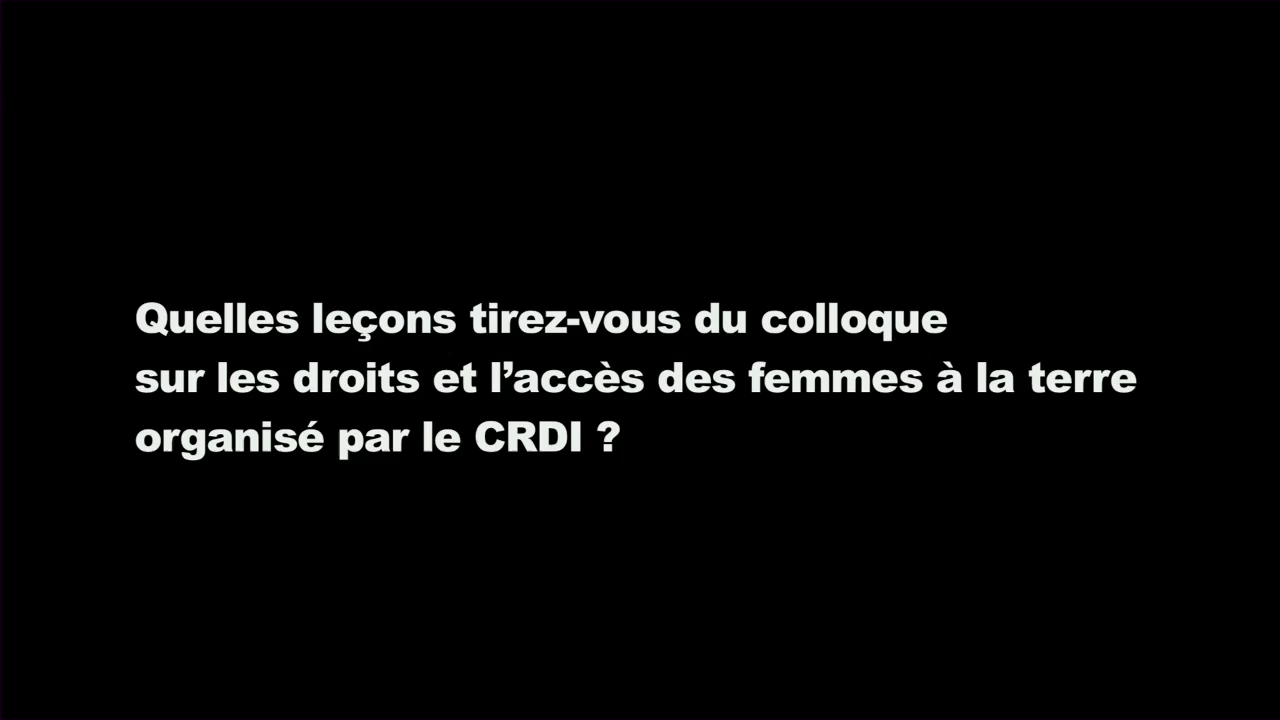 Quelles leçons tirez-vous du colloque
sur les droits et l’accès des femmes à la terre
organisé par le CRDI ?